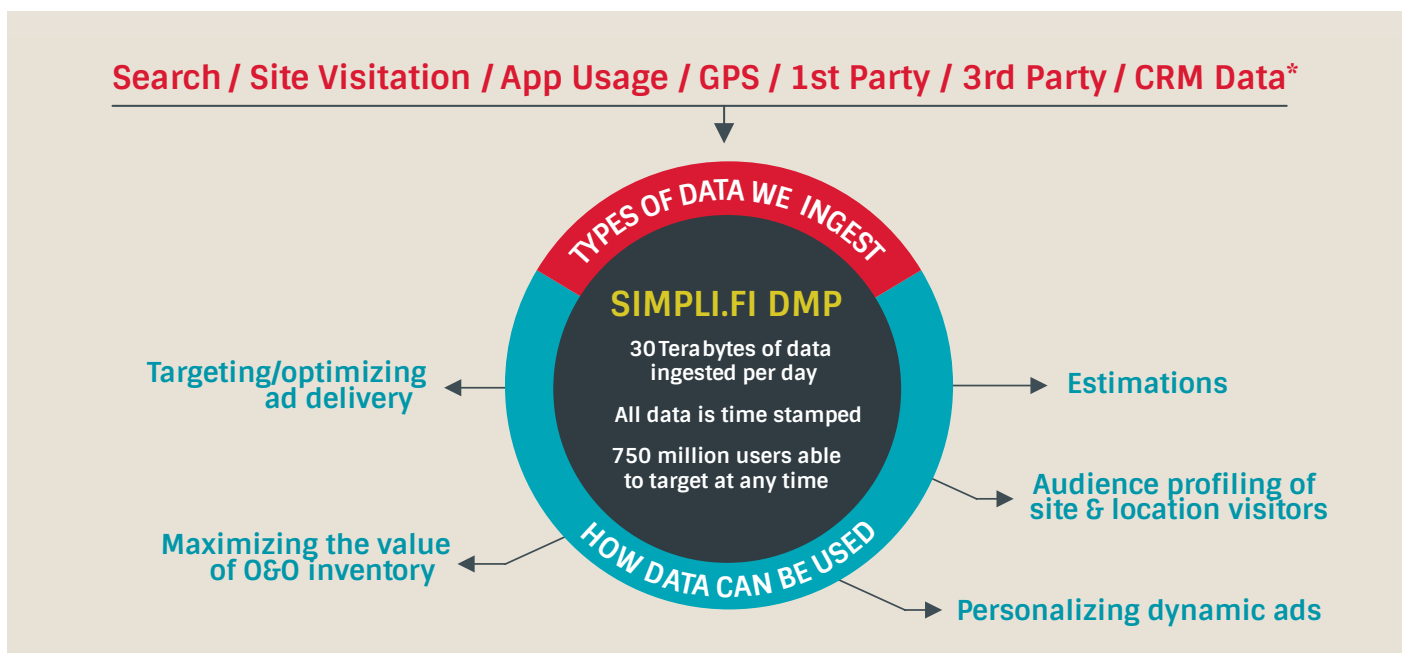 Search / Site Visitation / App Usage / GPS / 1st Party / 3rd Party / CRM Data*
TYPES OF DATA WE INGEST
SIMPLI.FI DMP
30 Terabytes of data
ingested per day
All data is time stamped
750 million users able
to target at any time
HOW DATA CAN BE USED
Targeting/optimizing
ad delivery
Maximizing the value
of O&O inventory
Estimations
Audience profiling of
site & location visitors
Personalizing dynamic ads